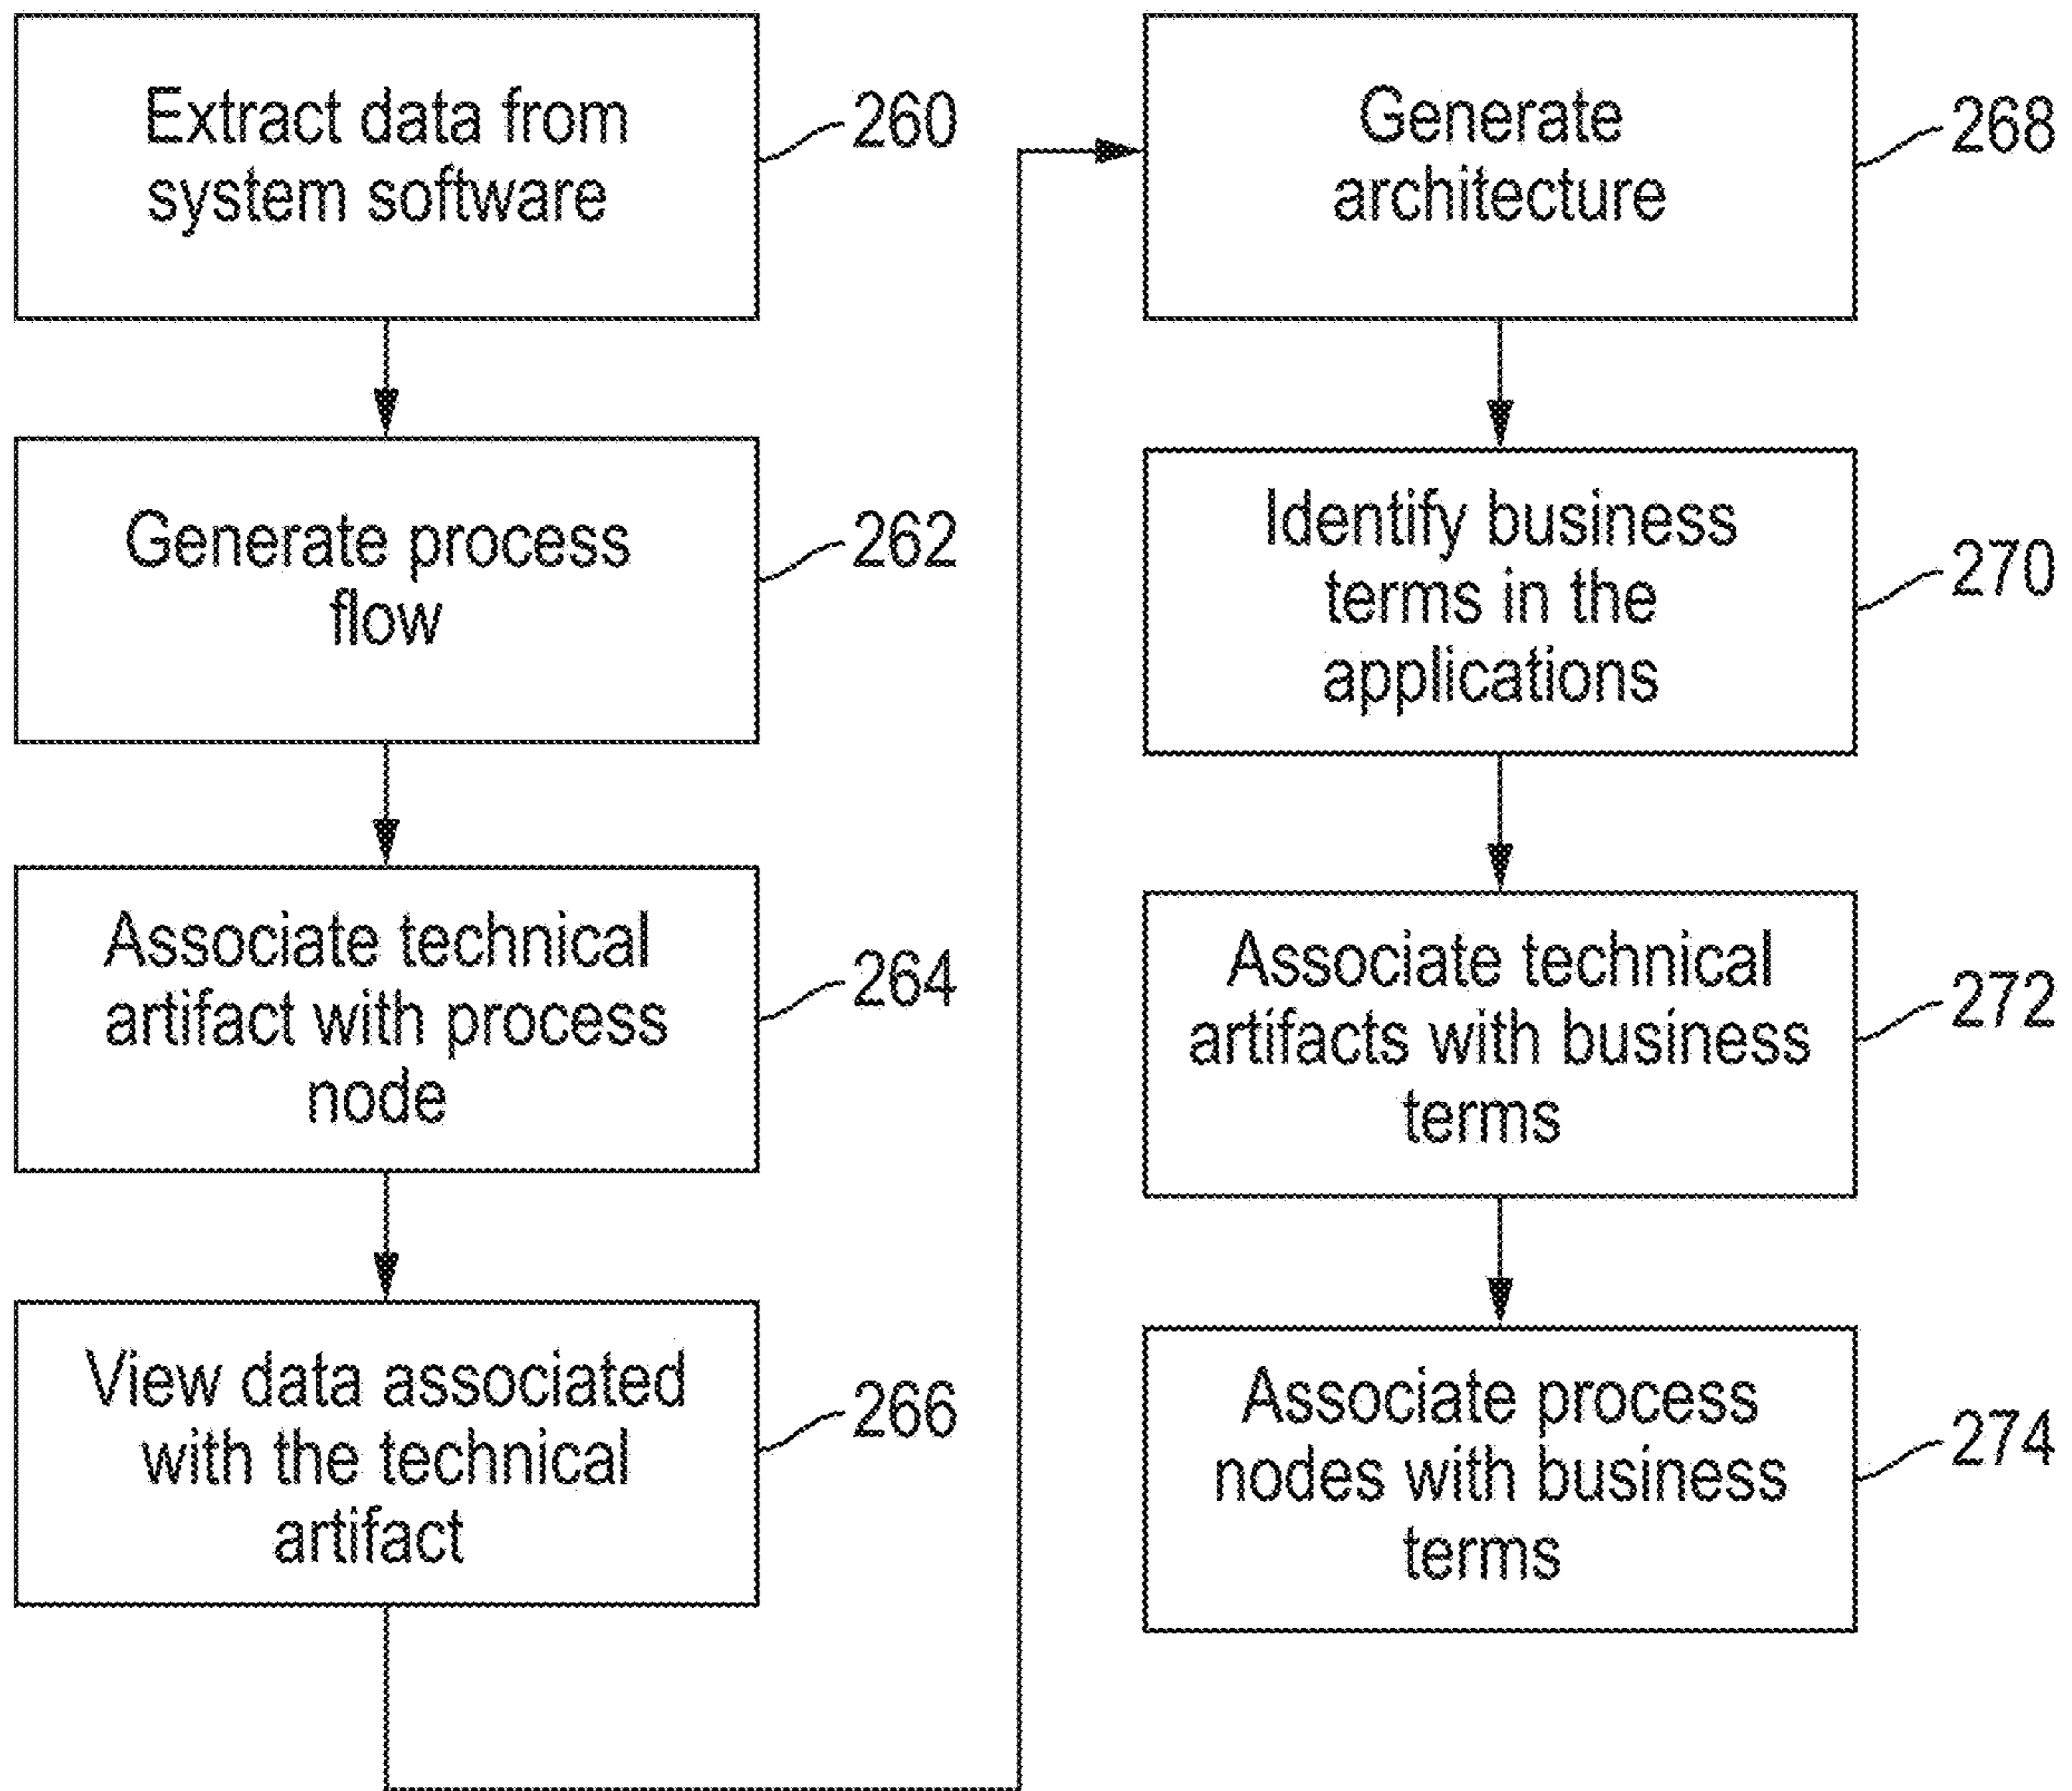 Extract data from
system software
260
Generate process
flow
262
Associate technical
artifact with process
node
264
View data associated
with the technical
artifact
266
Generate
architecture
268
Identify business
terms in the
applications
270
Associate technical
artifacts with business
terms
272
Associate process
nodes with business
terms
274